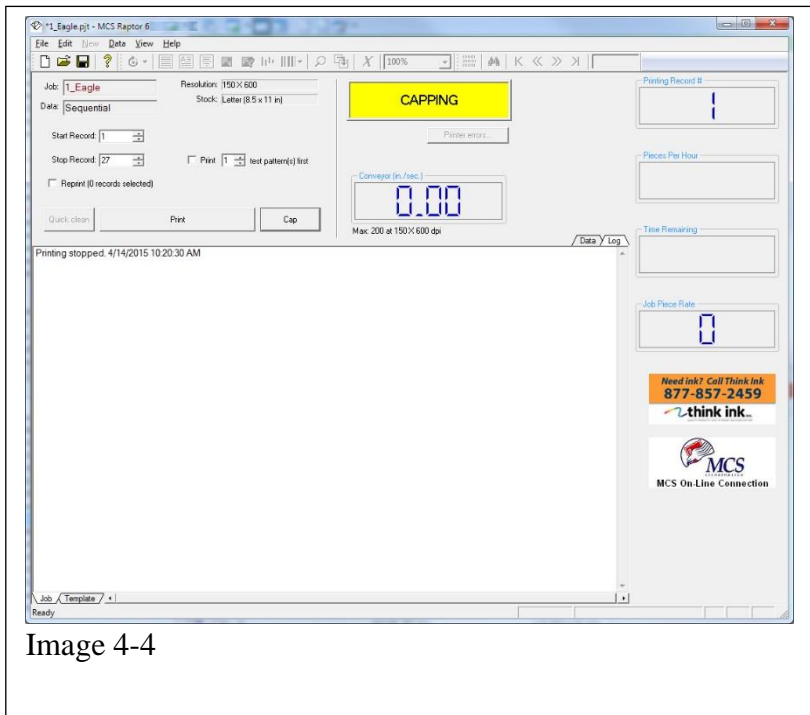 *1_Eagle.pjt - MCS Raptor 6
File Edit New Data View Help
100%
Job: 1_Eagle
Data: Sequential
Resolution: 150 X 600
Stock: Letter (8.5 x 11 in)
Start Record: 1
Stop Record: 27
Print 1 test pattern(s) first
Reprint (0 records selected)
Quick clean Print Cap
CAPPING
Printer errors...
Conveyor (in./sec.)
0.00
Max: 200 at 150 X 600 dpi
Data Log
Printing Record #
1
Pieces Per Hour
Time Remaining
Job Piece Rate
0
Printing stopped. 4/14/2015 10:20:30 AM
Need ink? Call Think Ink
877-857-2459
think ink
MCS
MCS On-Line Connection
Job Template
Ready
Image 4-4